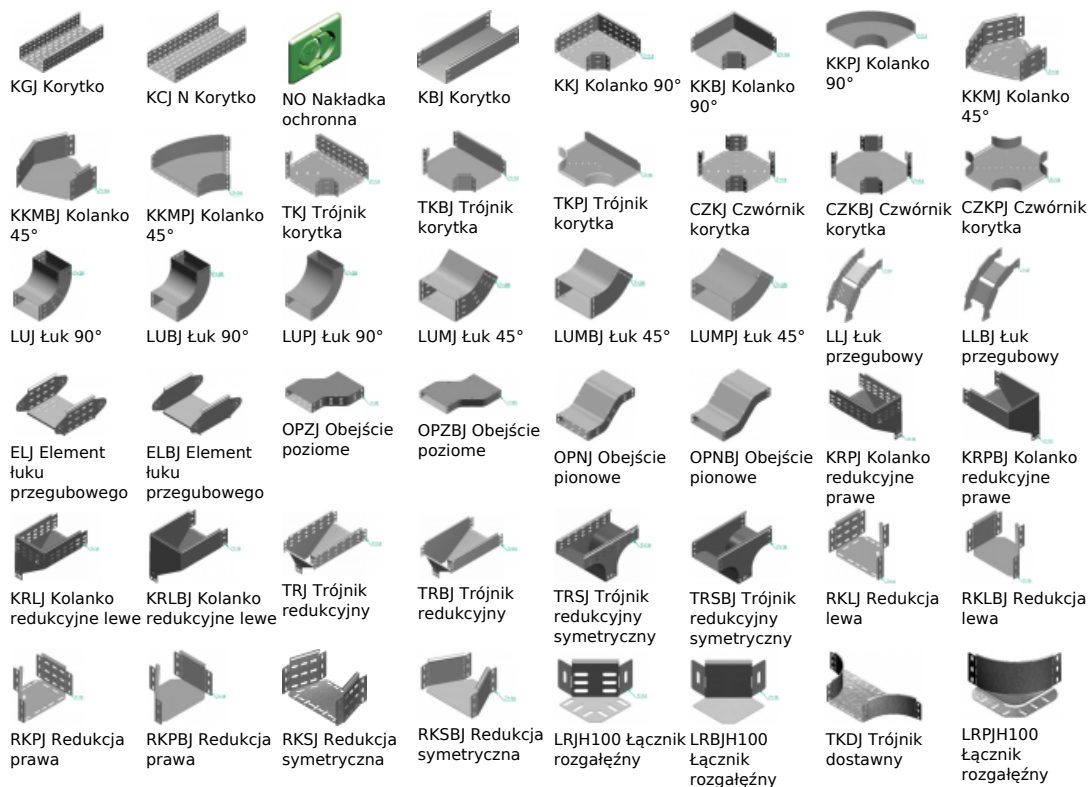 KGJ Korytko
KCJ N Korytko
NO Nakładka
ochronna
KBJ Korytko
KKJ Kolanko 90°
KKBJ Kolanko
90°
KKPJ Kolanko
90°
KKMJ Kolanko
45°
KKMBJ Kolanko
45°
KKMPJ Kolanko
45°
TKJ Trójnik
korytka
TKBJ Trójnik
korytka
TKPJ Trójnik
korytka
CZKJ Czwórnik
korytka
CZKBJ Czwórnik
korytka
CZKPJ Czwórnik
korytka
LUJ Łuk 90°
LUBJ Łuk 90°
LUPJ Łuk 90°
LUMJ Łuk 45°
LUMBJ Łuk 45°
LUMPJ Łuk 45°
LLJ Łuk
przegubowy
LLBJ Łuk
przegubowy
ELJ Element
łuku
przegubowego
ELBJ Element
łuku
przegubowego
OPZJ Obejście
poziome
OPZBJ Obejście
poziome
OPNJ Obejście
pionowe
OPNBJ Obejście
pionowe
KRPJ Kolanko
redukcyjne
prawe
KRPBJ Kolanko
redukcyjne
prawe
KRLJ Kolanko
redukcyjne lewe
KRLBJ Kolanko
redukcyjne lewe
TRJ Trójnik
redukcyjny
TRBJ Trójnik
redukcyjny
TRSJ Trójnik
redukcyjny
symetryczny
TRSBJ Trójnik
redukcyjny
symetryczny
RKLJ Redukcja
lewa
RKLBJ Redukcja
lewa
RKPJ Redukcja
prawa
RKPBJ Redukcja
prawa
RKSJ Redukcja
symetryczna
RKSBJ Redukcja
symetryczna
LRJH100 Łącznik
rozgałęźny
LRBJH100
Łącznik
rozgałęźny
TKDJ Trójnik
dostawny
LRPJH100
Łącznik
rozgałęźny